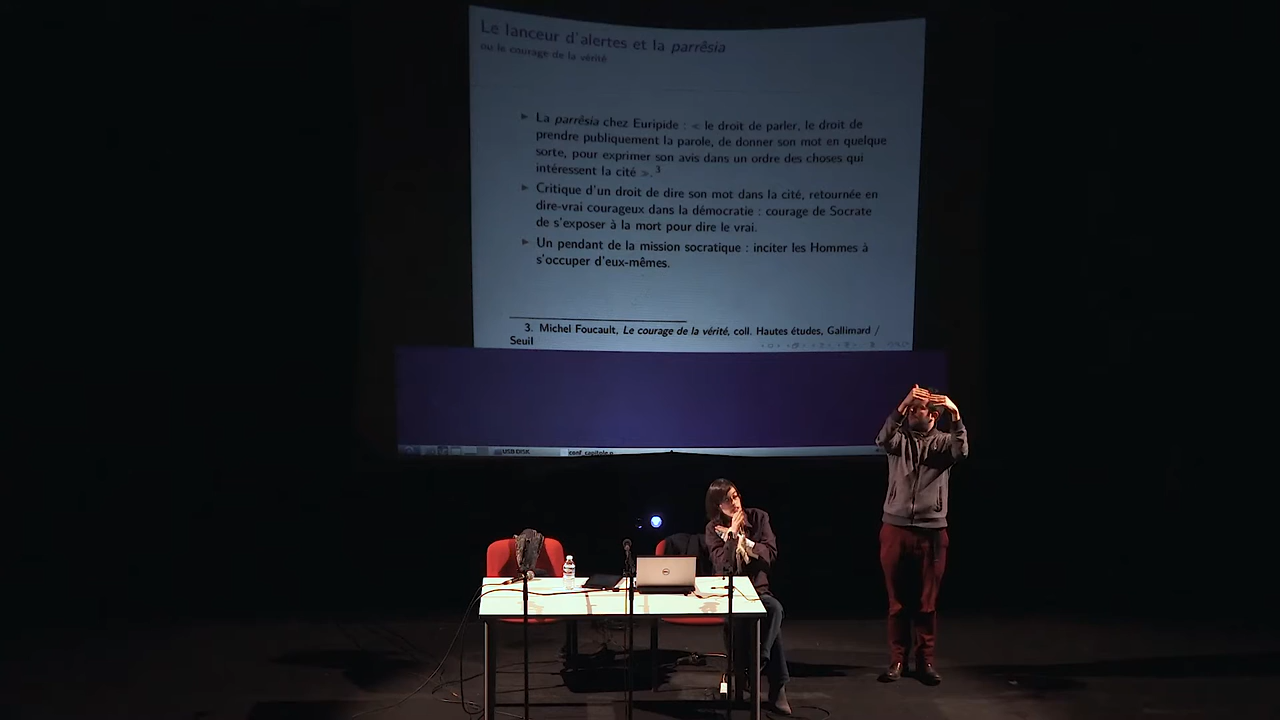 Le lanceur d'alertes et la parrêsia
ou le courage de la vérité
La parrêsia chez Euripide : « le droit de parler, le droit de
prendre publiquement la parole, de donner son mot en quelque
sorte, pour exprimer son avis dans un ordre des choses qui
intéressent la cité ». 3
Critique d'un droit de dire son mot dans la cité, retournée en
dire-vrai courageux dans la démocratie : courage de Socrate
de s'exposer à la mort pour dire le vrai.
Un pendant de la mission socratique : inciter les Hommes à
s'occuper d'eux-mêmes.
3. Michel Foucault, Le courage de la vérité, coll. Hautes études, Gallimard /
Seuil
USB DISK
DELL